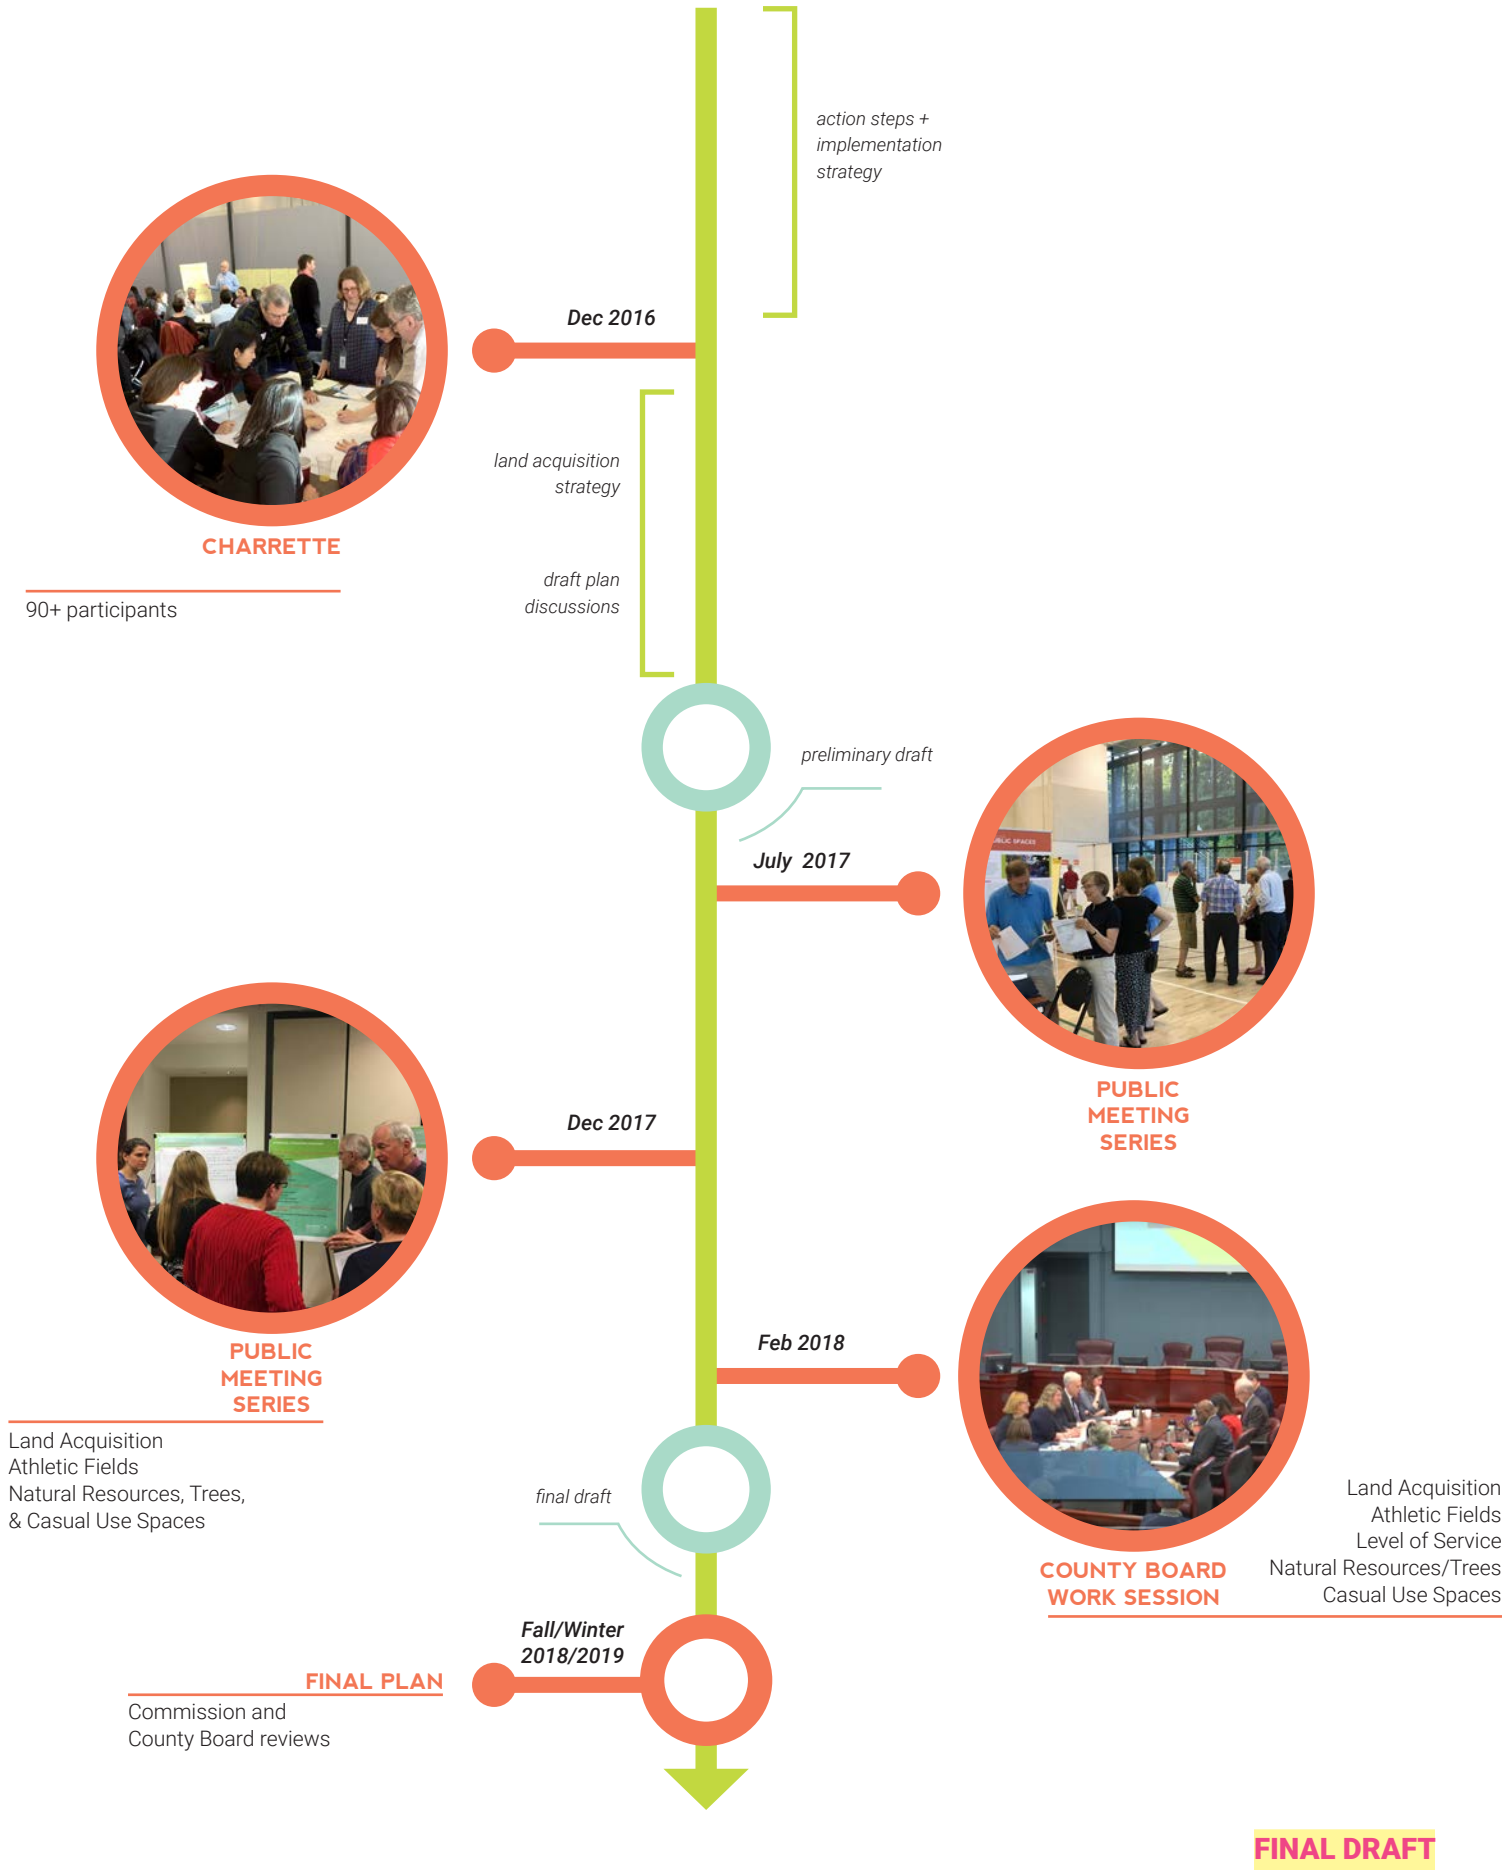 action steps +
implementation
strategy
Dec 2016
CHARRETTE
90+ participants
land acquisition
strategy
draft plan
discussions
preliminary draft
July 2017
PUBLIC SPACES
PUBLIC
MEETING
SERIES
Dec 2017
PUBLIC
MEETING
SERIES
Land Acquisition
Athletic Fields
Natural Resources, Trees,
& Casual Use Spaces
Feb 2018
COUNTY BOARD
WORK SESSION
Land Acquisition
Athletic Fields
Level of Service
Natural Resources/Trees
Casual Use Spaces
final draft
Fall/Winter
2018/2019
FINAL PLAN
Commission and
County Board reviews
FINAL DRAFT